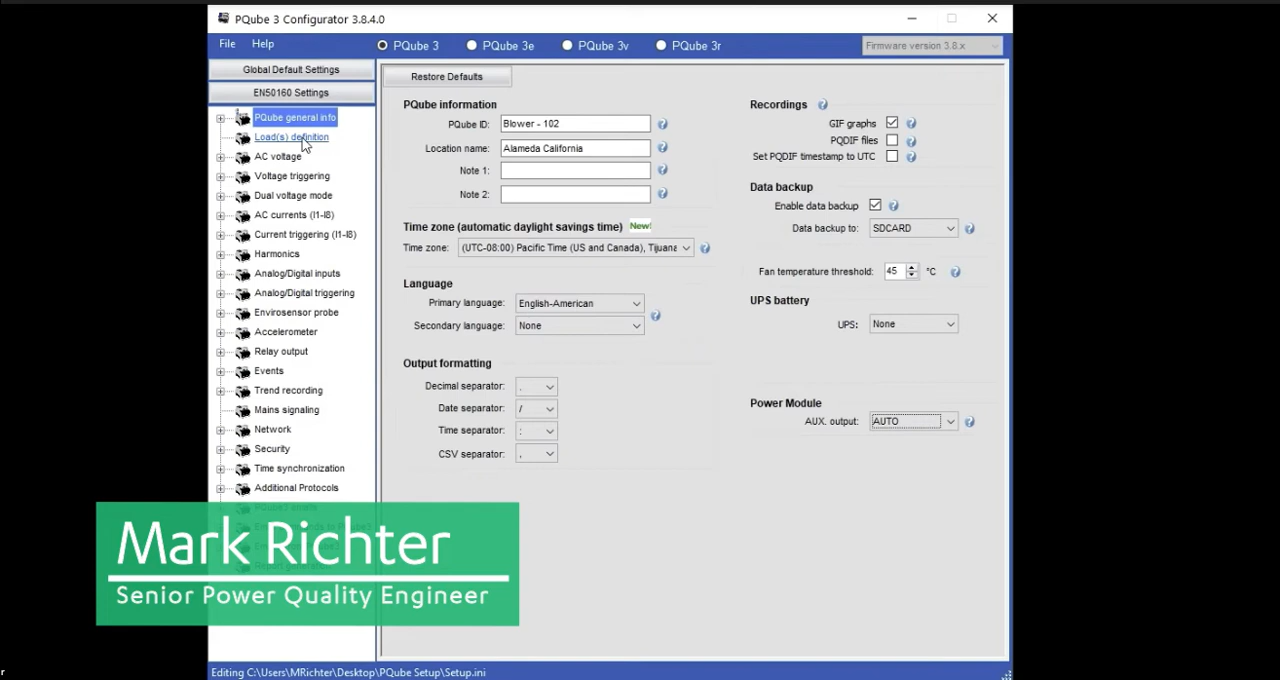 PQube 3 Configurator 3.8.4.0
File Help PQube 3 PQube 3e PQube 3v PQube 3r Firmware version 3.8.x
Global Default Settings
EN50160 Settings
PQube general info
Load(s) definition
AC voltage
Voltage triggering
Dual voltage mode
AC currents (I1-I8)
Current triggering (I1-I8)
Harmonics
Analog/Digital inputs
Analog/Digital triggering
Envirosensor probe
Accelerometer
Relay output
Events
Trend recording
Mains signaling
Network
Security
Time synchronization
Additional Protocols
Restore Defaults
PQube information
PQube ID: Blower - 102
Location name: Alameda California
Note 1:
Note 2:
Time zone (automatic daylight savings time) New!
Time zone: (UTC-08:00) Pacific Time (US and Canada), Tijuana
Language
Primary language: English-American
Secondary language: None
Output formatting
Decimal separator: .
Date separator: /
Time separator: :
CSV separator: ,
Recordings
GIF graphs
PQDIF files
Set PQDIF timestamp to UTC
Data backup
Enable data backup
Data backup to: SDCARD
Fan temperature threshold: 45 °C
UPS battery
UPS: None
Power Module
AUX. output: AUTO
Mark Richter
Senior Power Quality Engineer
Editing C:\Users\MRichter\Desktop\PQube Setup\Setup.ini